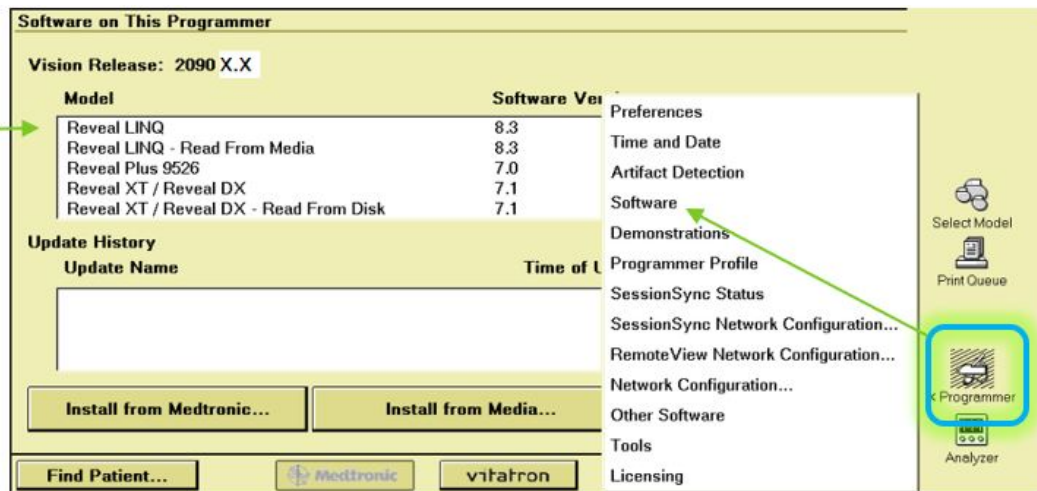 Software on This Programmer
Vision Release: 2090 X.X
Model Software Ver
Reveal LINQ 8.3
Reveal LINQ - Read From Media 8.3
Reveal Plus 9526 7.0
Reveal XT / Reveal DX 7.1
Reveal XT / Reveal DX - Read From Disk 7.1
Update History
Update Name Time of U
Install from Medtronic... Install from Media...
Find Patient... Medtronic vitatron
Preferences
Time and Date
Artifact Detection
Software
Demonstrations
Programmer Profile
SessionSync Status
SessionSync Network Configuration...
RemoteView Network Configuration...
Network Configuration...
Other Software
Tools
Licensing
Select Model
Print Queue
< Programmer
Analyzer